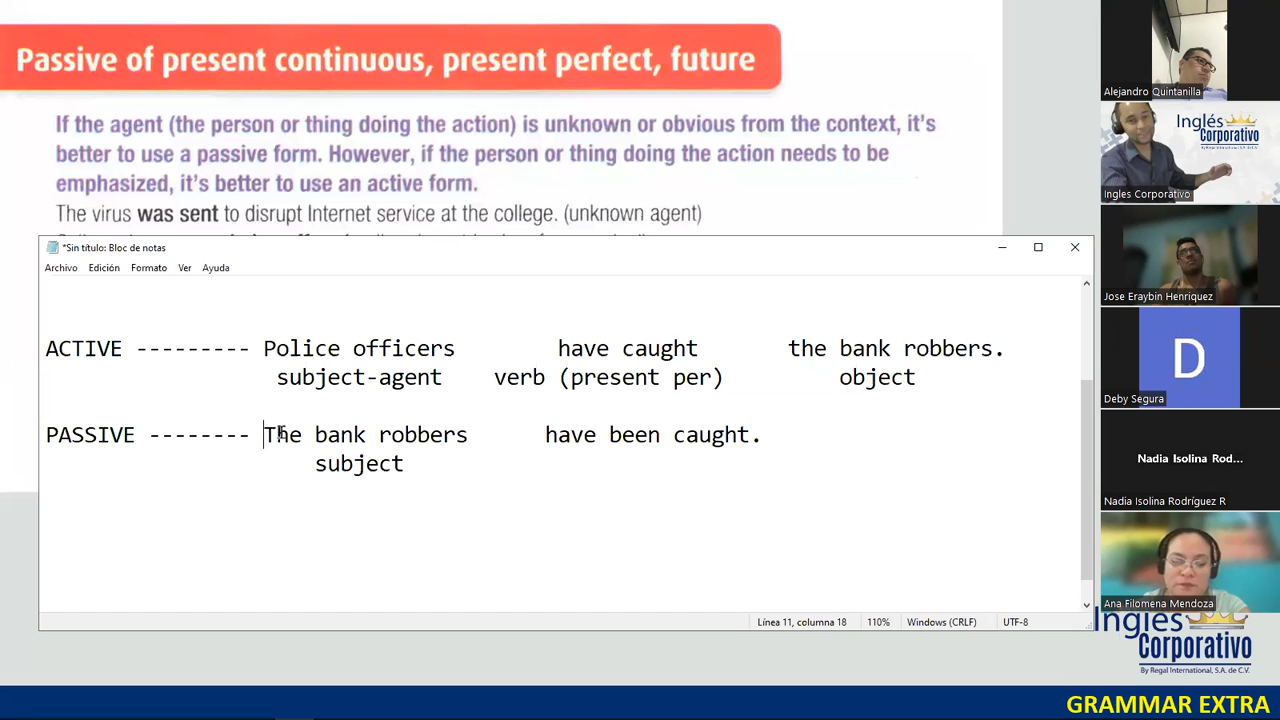 Passive of present continuous, present perfect, future
If the agent (the person or thing doing the action) is unknown or obvious from the context, it's
better to use a passive form. However, if the person or thing doing the action needs to be
emphasized, it's better to use an active form.
The virus was sent to disrupt Internet service at the college. (unknown agent)
*Sin título: Bloc de notas
Archivo Edición Formato Ver Ayuda
ACTIVE --------- Police officers have caught the bank robbers.
subject-agent verb (present per) object
PASSIVE -------- The bank robbers have been caught.
subject
Línea 11, columna 18 110% Windows (CRLF) UTF-8
Alejandro Quintanilla
Inglés
Corporativo
By Regal International, S.A. de C.V.
Ingles Corporativo
Jose Eraybin Henriquez
D
Deby Segura
Nadia Isolina Rod...
Nadia Isolina Rodríguez R
Ana Filomena Mendoza
Inglés
Corporativo
By Regal International, S.A. de C.V.
GRAMMAR EXTRA